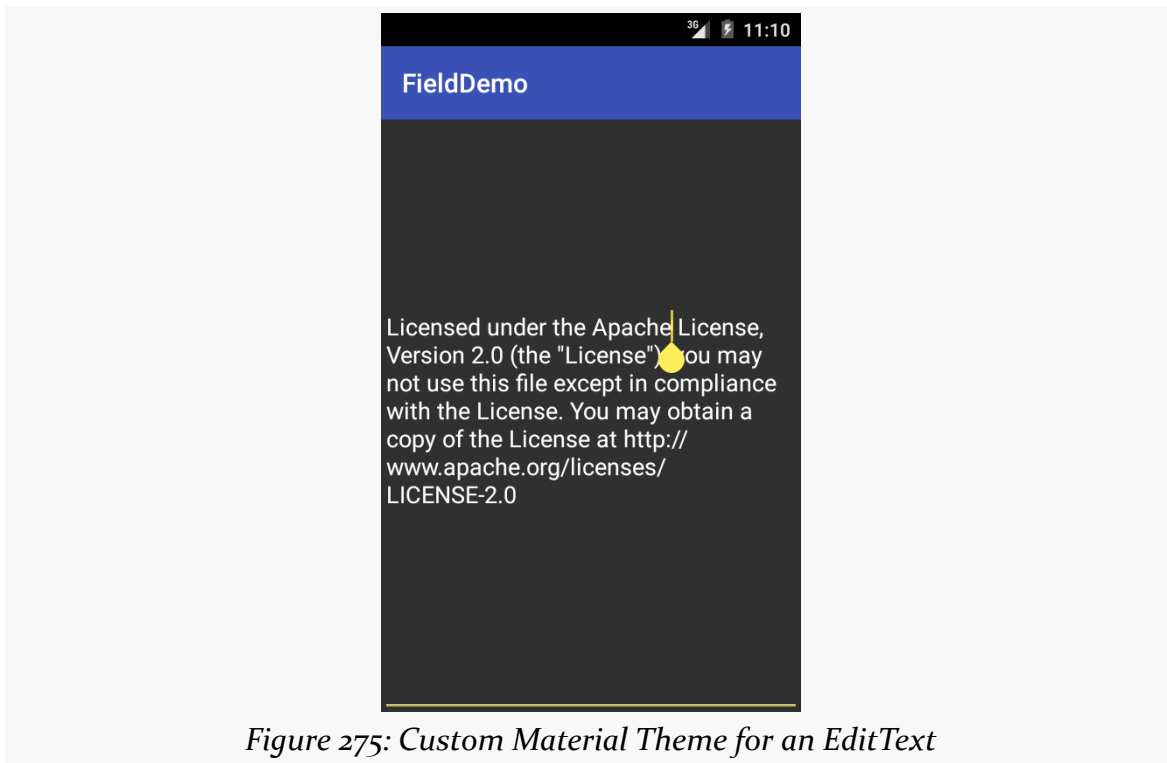 3G 11:10
FieldDemo
Licensed under the Apache License,
Version 2.0 (the "License") you may
not use this file except in compliance
with the License. You may obtain a
copy of the License at http://
www.apache.org/licenses/
LICENSE-2.0
Figure 275: Custom Material Theme for an EditText